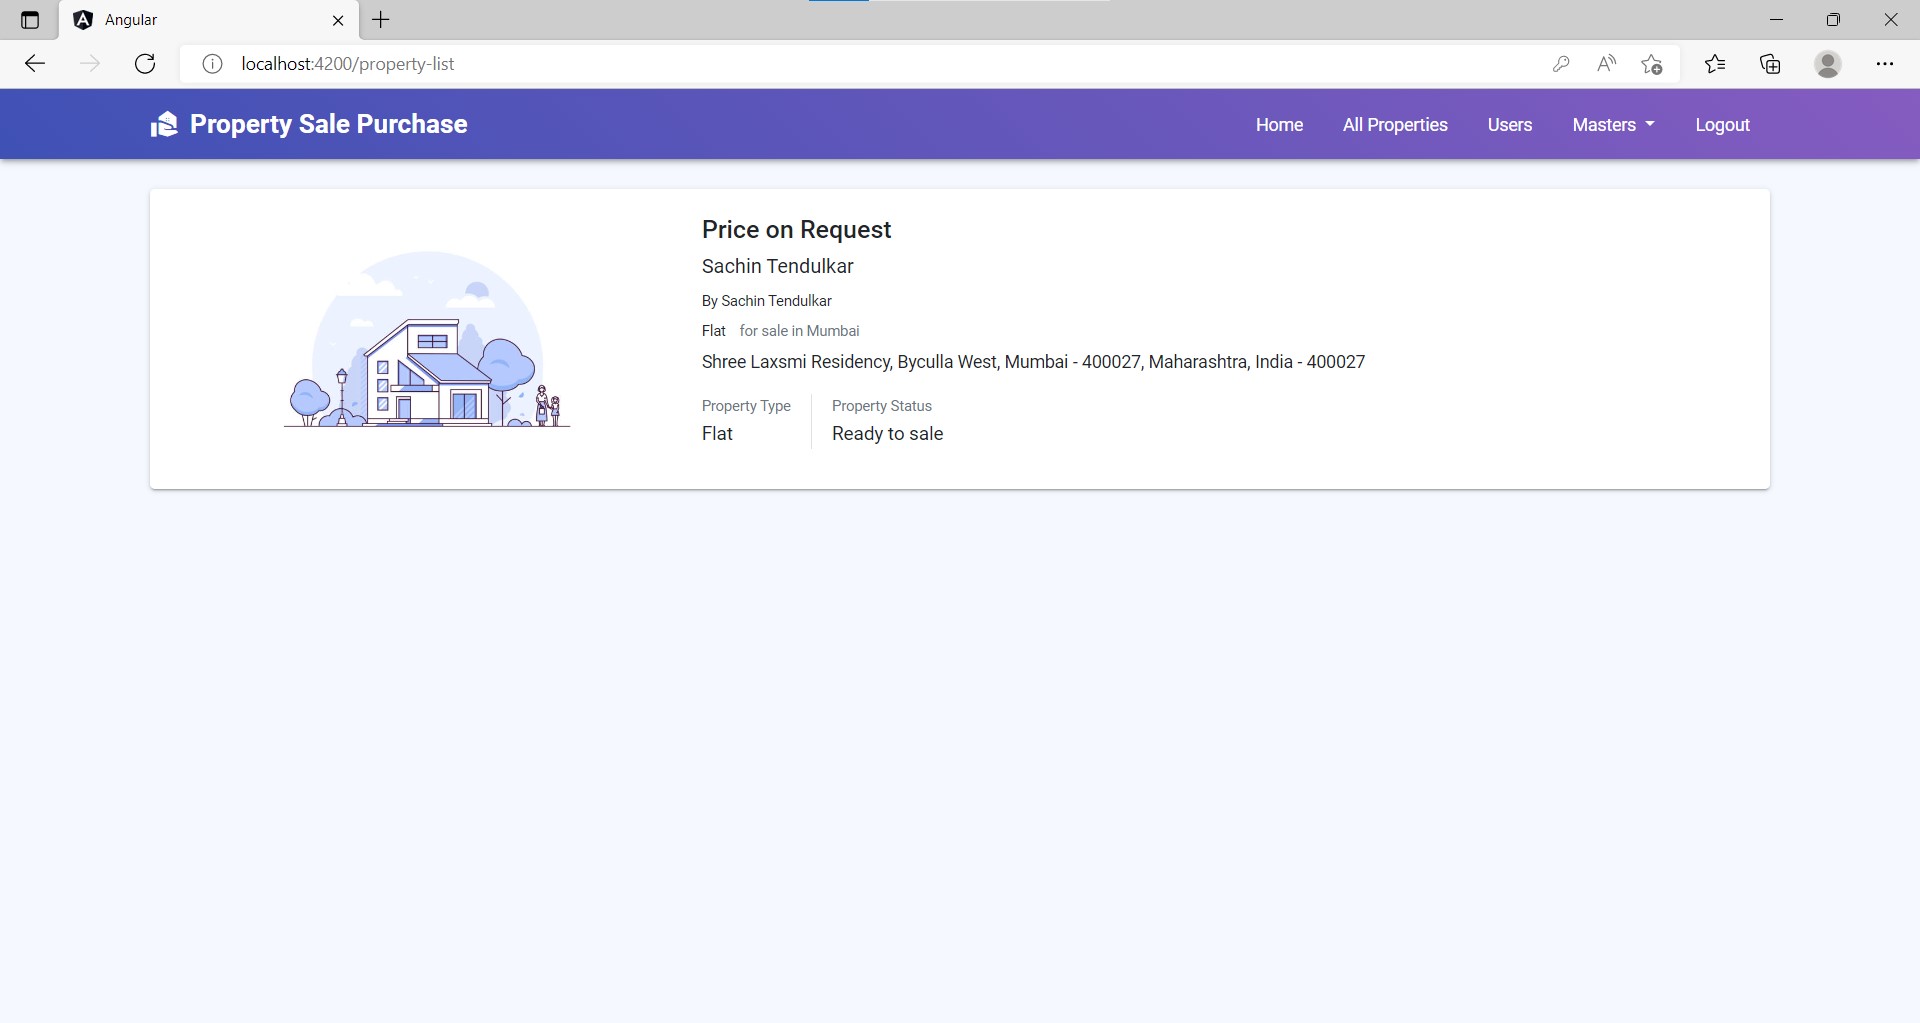 Angular
localhost:4200/property-list
Property Sale Purchase
Home All Properties Users Masters Logout
Price on Request
Sachin Tendulkar
By Sachin Tendulkar
Flat for sale in Mumbai
Shree Laxsmi Residency, Byculla West, Mumbai - 400027, Maharashtra, India - 400027
Property Type Property Status
Flat Ready to sale